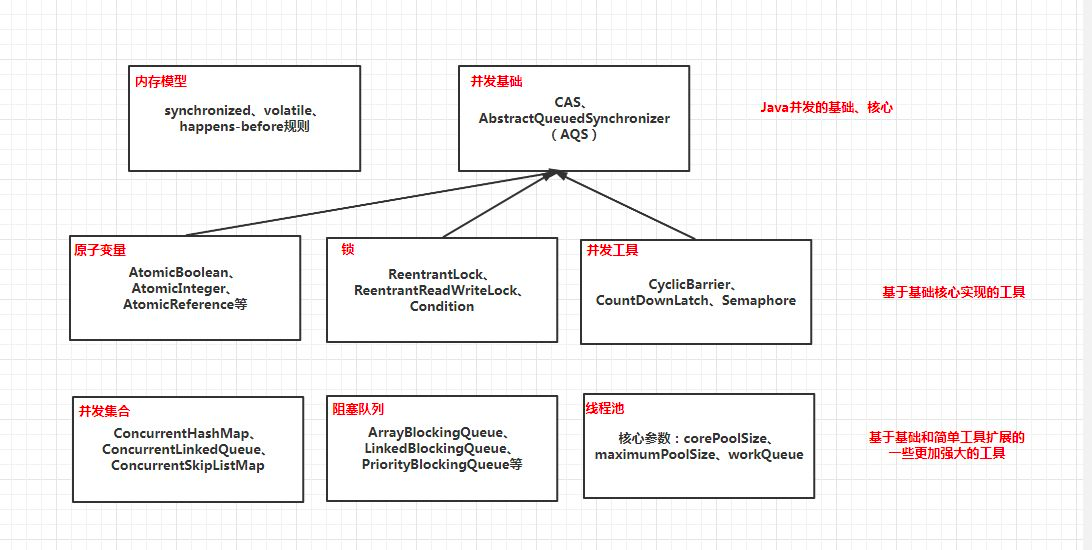 内存模型
synchronized、volatile、
happens-before规则
并发基础
CAS、
AbstractQueuedSynchronizer
（AQS）
Java并发的基础、核心
原子变量
AtomicBoolean、
AtomicInteger、
AtomicReference等
锁
ReentrantLock、
ReentrantReadWriteLock、
Condition
并发工具
CyclicBarrier、
CountDownLatch、Semaphore
基于基础核心实现的工具
并发集合
ConcurrentHashMap、
ConcurrentLinkedQueue、
ConcurrentSkipListMap
阻塞队列
ArrayBlockingQueue、
LinkedBlockingQueue、
PriorityBlockingQueue等
线程池
核心参数：corePoolSize、
maximumPoolSize、workQueue
基于基础和简单工具扩展的
一些更加强大的工具